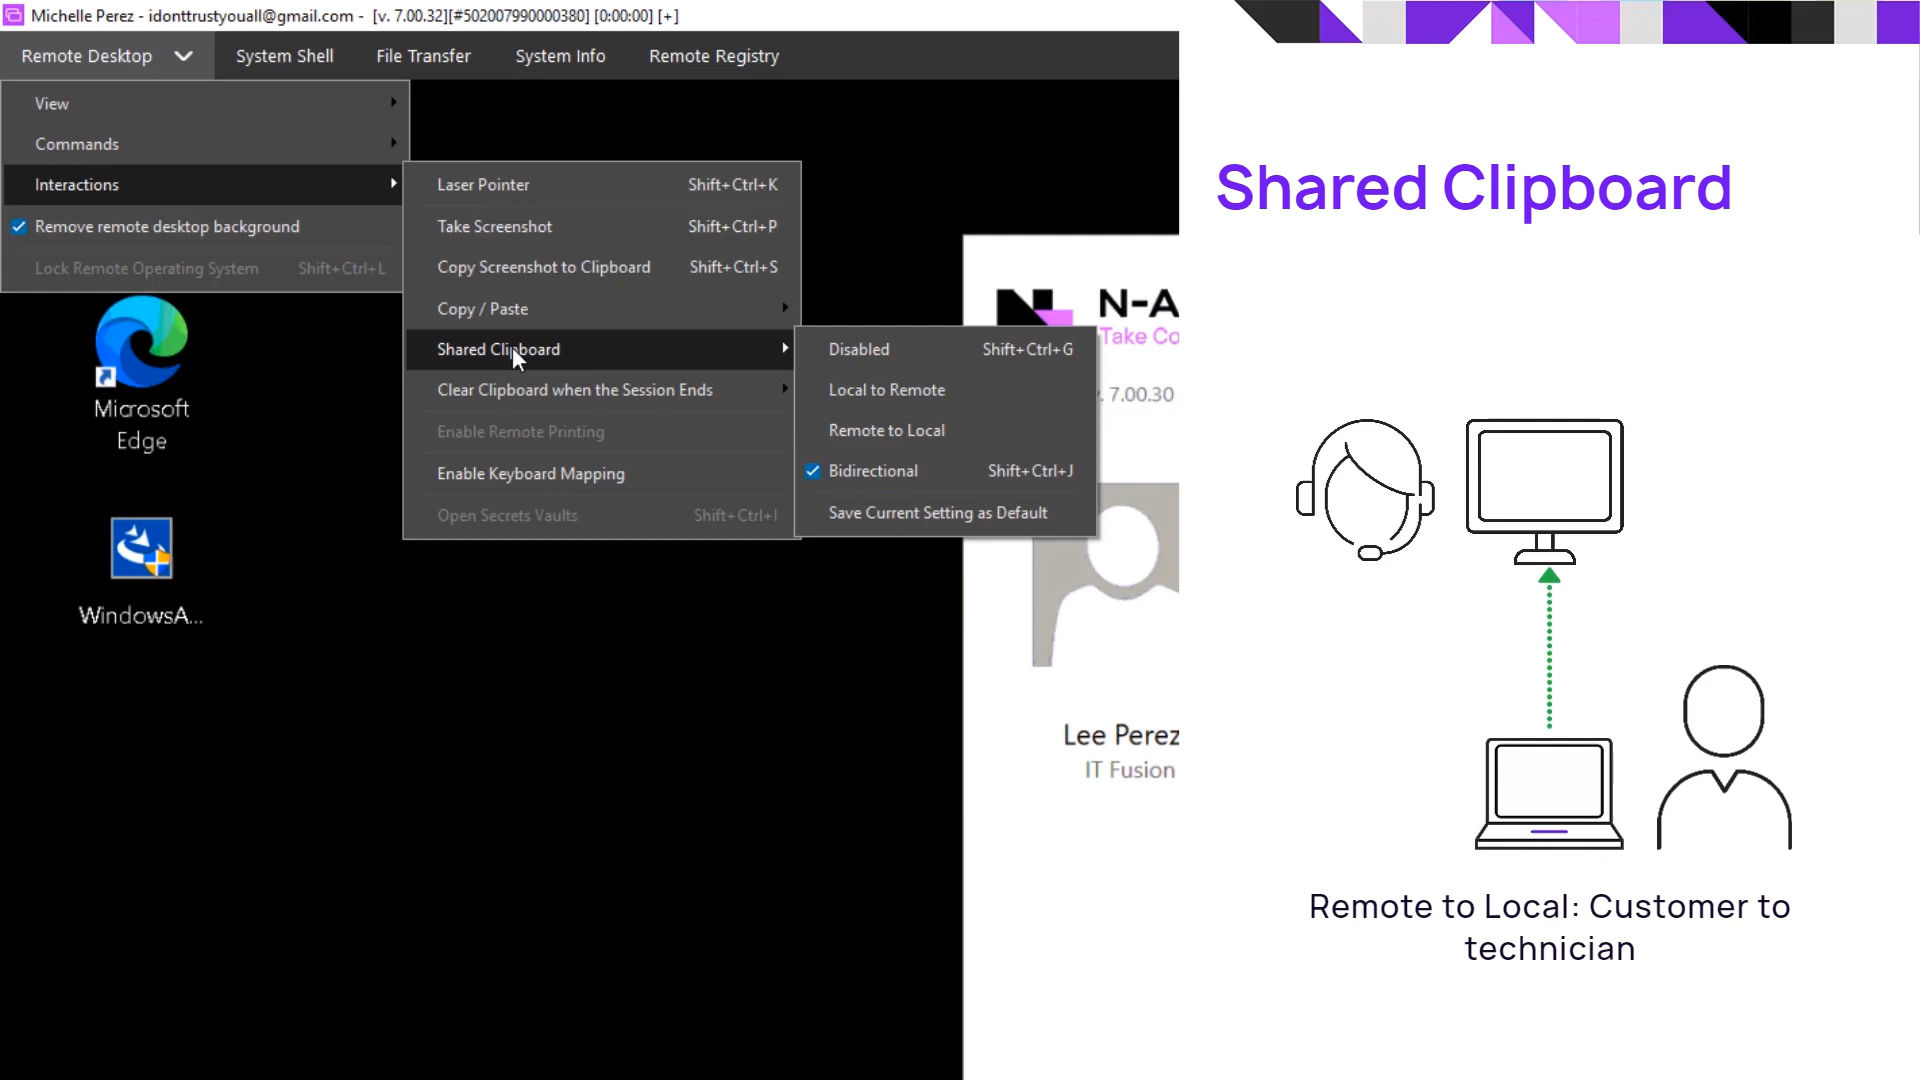 Michelle Perez - idonttrustyouall@gmail.com - [v. 7.00.32][#502007990000380] [0:00:00] [+]
Remote Desktop System Shell File Transfer System Info Remote Registry
View
Commands
Interactions
Remove remote desktop background
Lock Remote Operating System Shift+Ctrl+L
Laser Pointer Shift+Ctrl+K
Take Screenshot Shift+Ctrl+P
Copy Screenshot to Clipboard Shift+Ctrl+S
Copy / Paste
Shared Clipboard
Clear Clipboard when the Session Ends
Enable Remote Printing
Enable Keyboard Mapping
Open Secrets Vaults Shift+Ctrl+I
Disabled Shift+Ctrl+G
Local to Remote
Remote to Local
Bidirectional Shift+Ctrl+J
Save Current Setting as Default
Microsoft
Edge
WindowsA...
N-A
Take Co
. 7.00.30
Lee Perez
IT Fusion
Shared Clipboard
Remote to Local: Customer to
technician